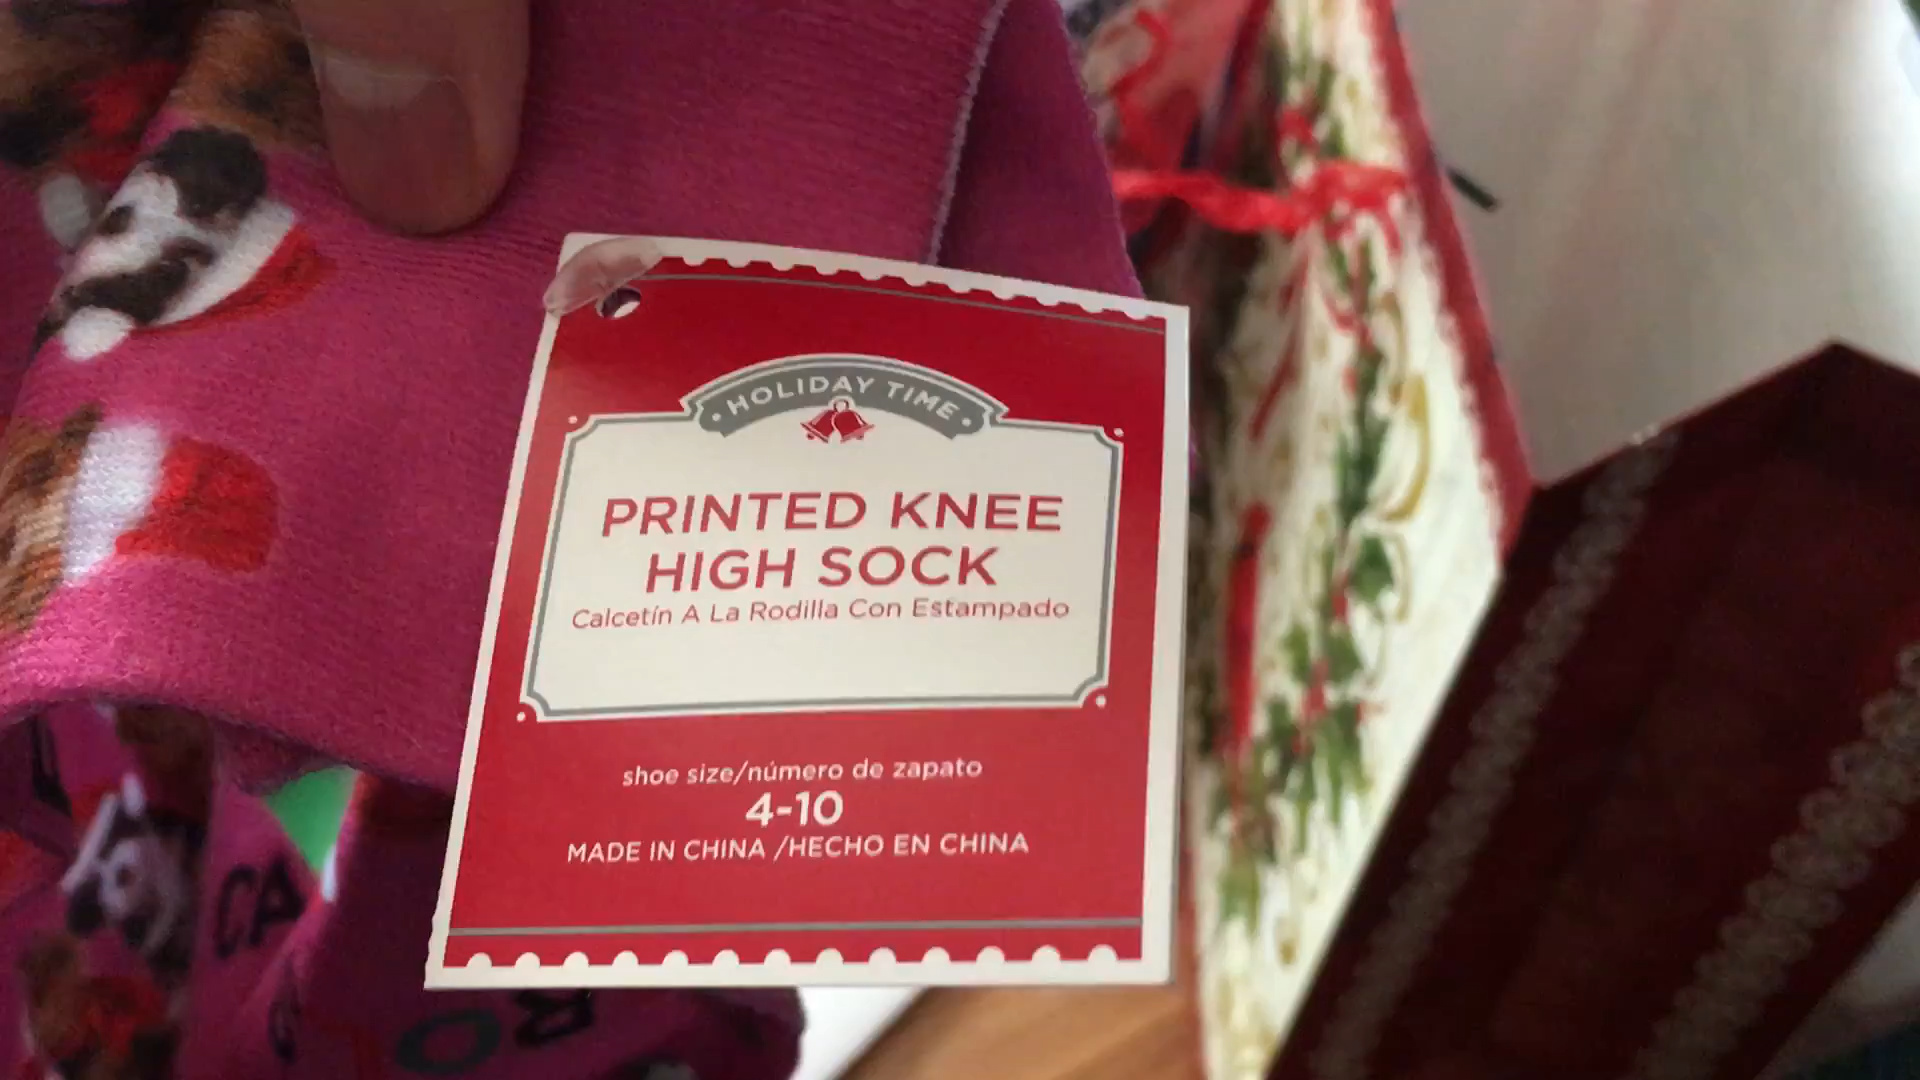 HOLIDAY TIME
PRINTED KNEE
HIGH SOCK
Calcetín A La Rodilla Con Estampado
shoe size/número de zapato
4-10
MADE IN CHINA /HECHO EN CHINA